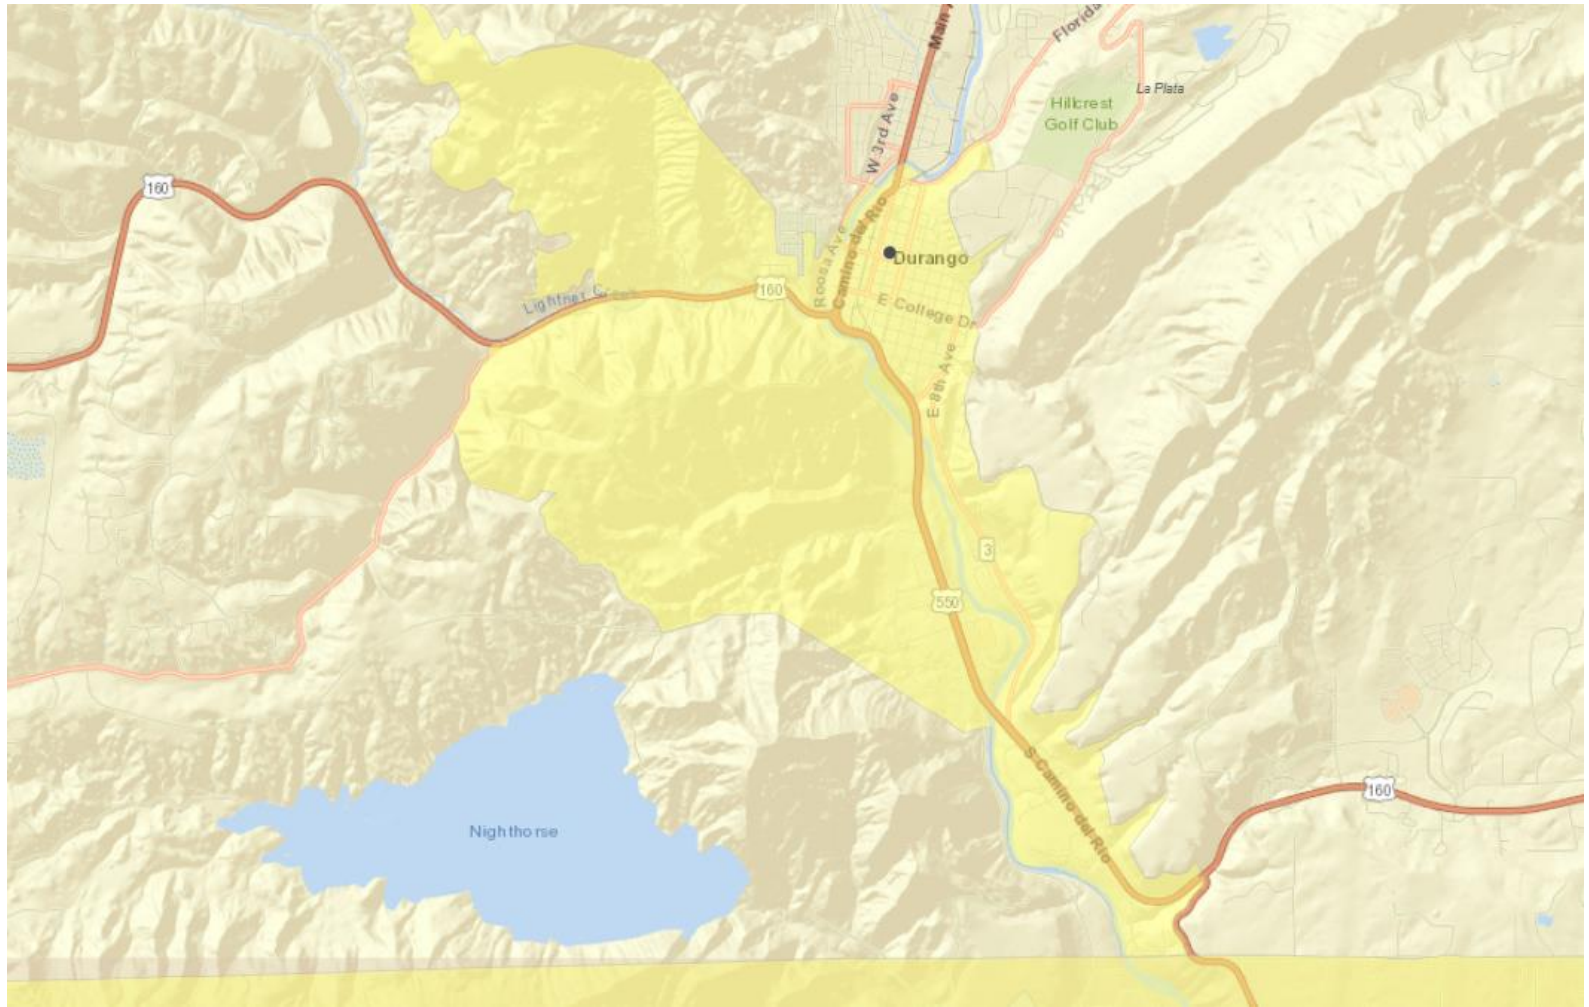 Main
Florida
La Plata
Hillcrest
Golf Club
W 3rd Ave
160
Camino del Rio
Roosa Ave
Durango
160
Lightner Creek
E College Dr
E 8th Ave
3
550
S Camino del Rio
160
Nighthorse